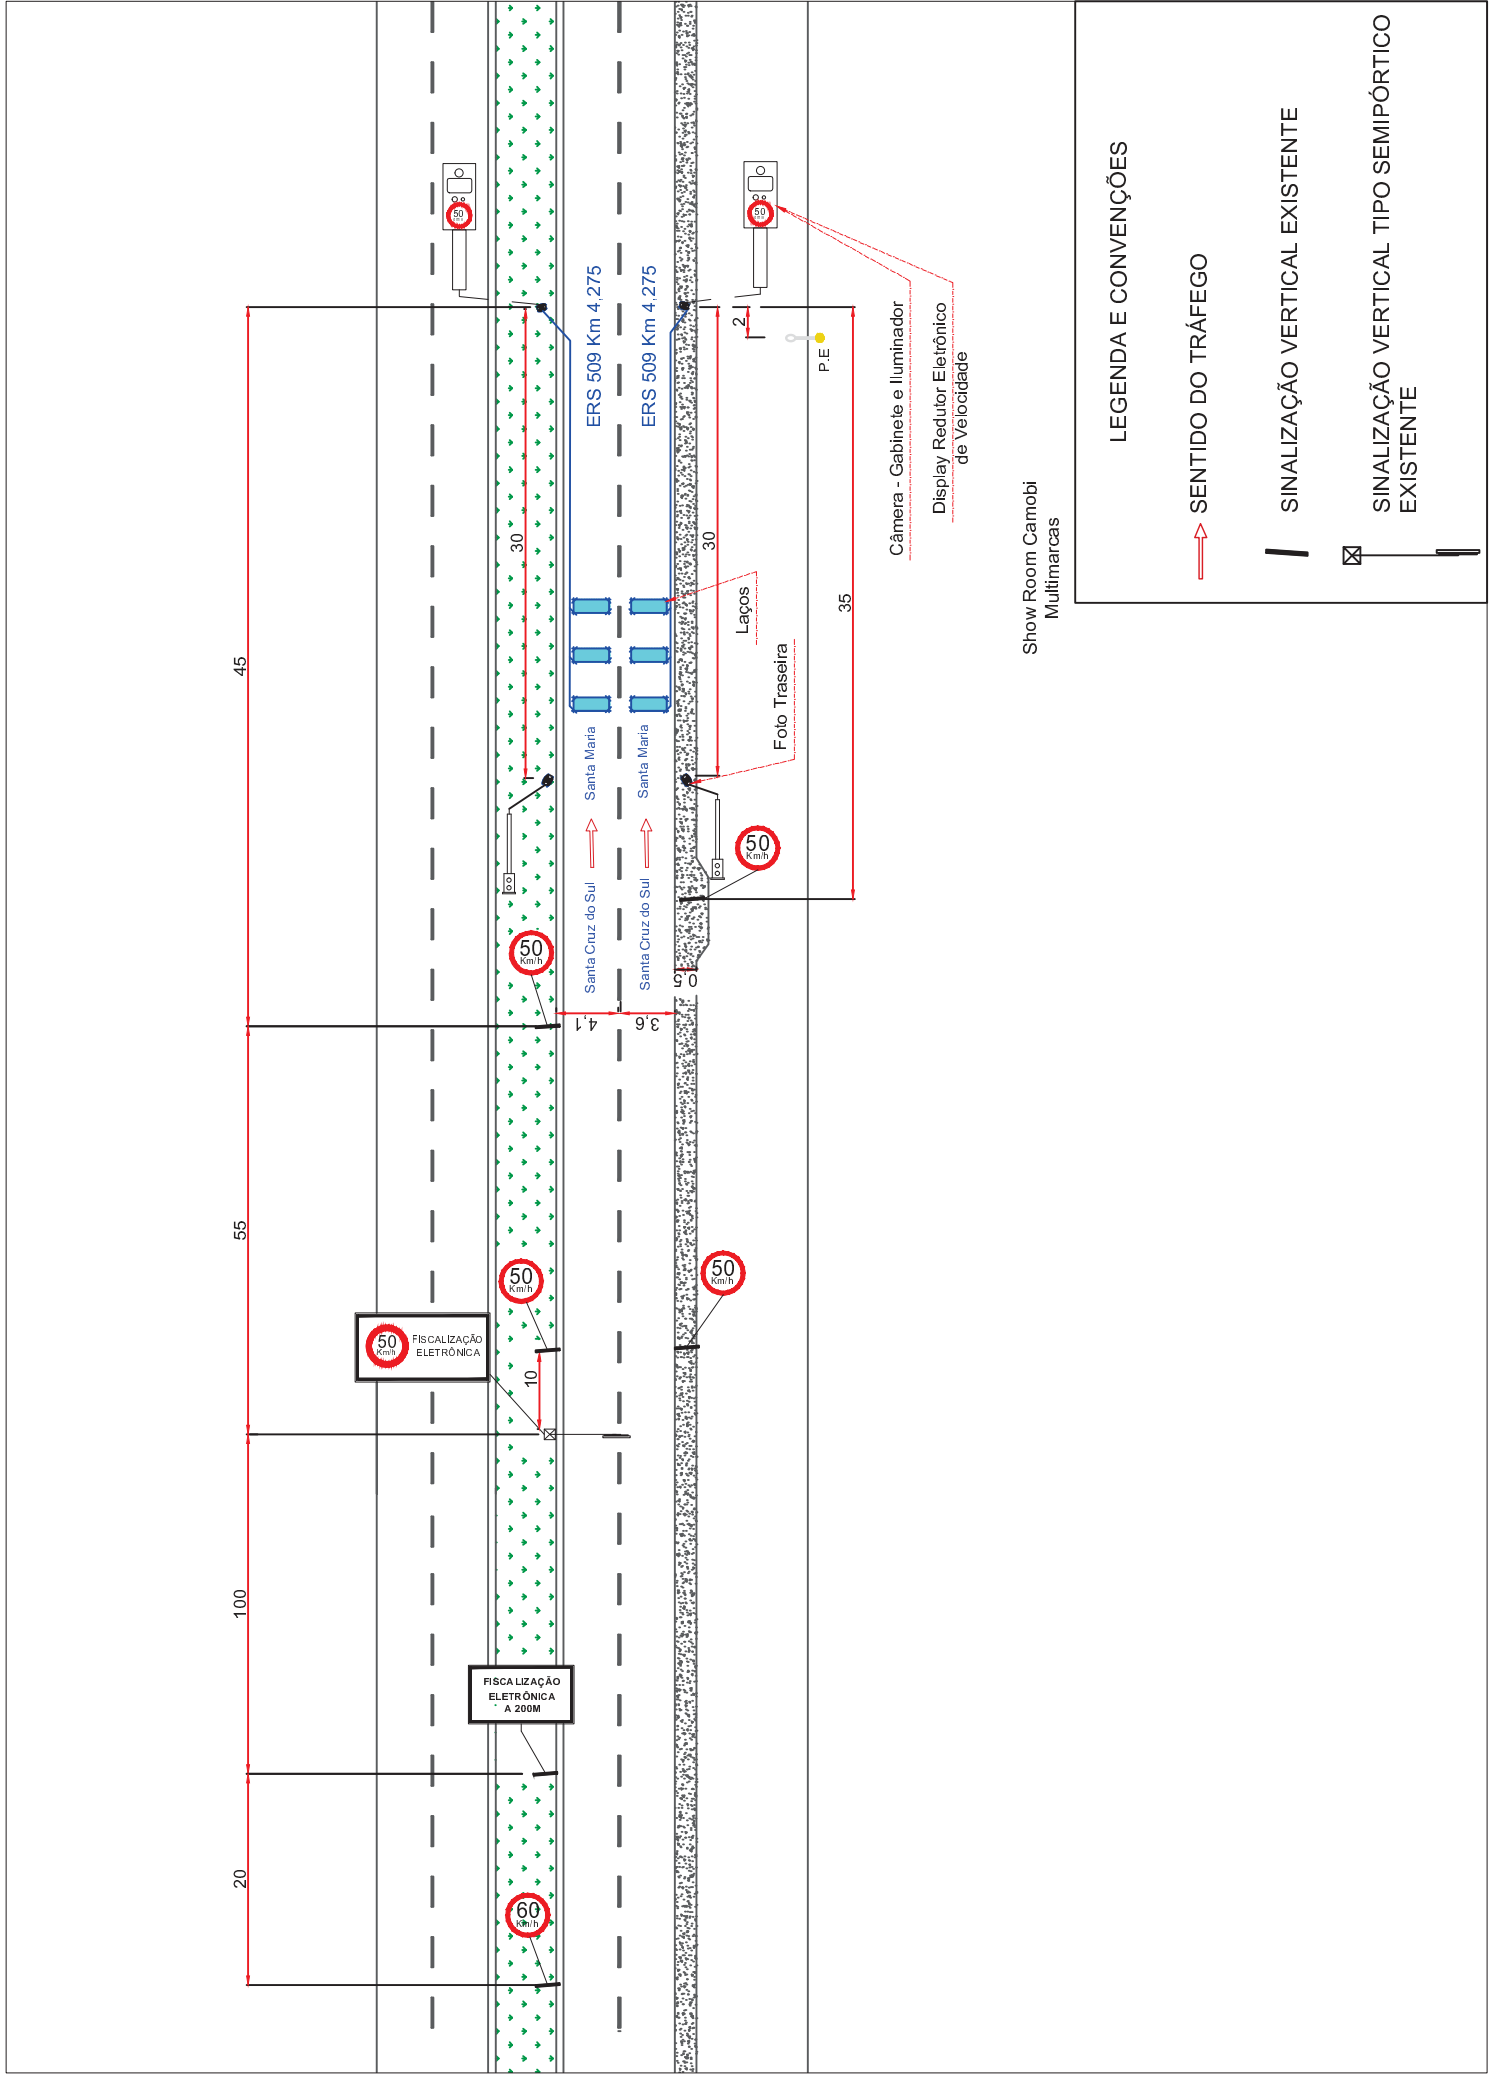 LEGENDA E CONVENÇÕES
SENTIDO DO TRÁFEGO
SINALIZAÇÃO VERTICAL EXISTENTE
SINALIZAÇÃO VERTICAL TIPO SEMIPÓRTICO
EXISTENTE
20
100
55
45
60
Km/h
FISCALIZAÇÃO
ELETRÔNICA
A 200M
50
Km/h
FISCALIZAÇÃO
ELETRÔNICA
10
50
Km/h
50
Km/h
50
Km/h
50
Km/h
4,1
3,6
0,5
Santa Cruz do Sul
Santa Maria
Santa Cruz do Sul
Santa Maria
30
30
35
2
ERS 509 Km 4,275
ERS 509 Km 4,275
50
50
P.E
Foto Traseira
Laços
Câmera - Gabinete e Iluminador
Display Redutor Eletrônico
de Velocidade
Show Room Camobi
Multimarcas